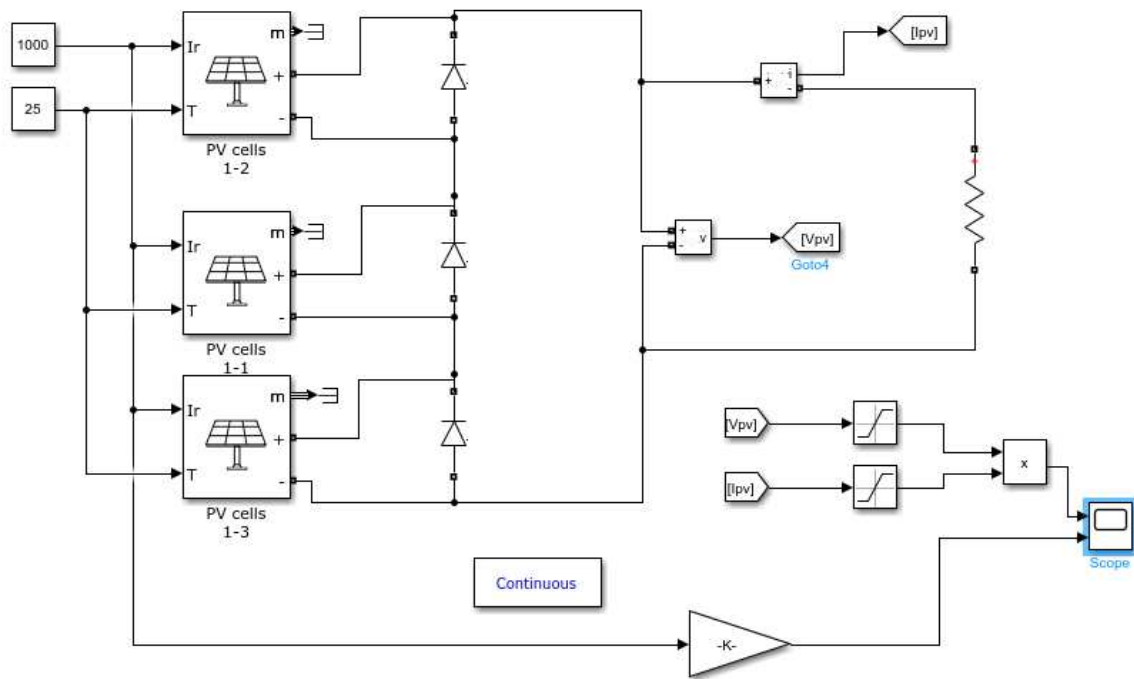 1000
25
Ir
T
m
+
-
PV cells
1-2
Ir
T
m
+
-
PV cells
1-1
Ir
T
m
+
-
PV cells
1-3
[Ipv]
+
i
-
+
-
v
[Vpv]
Goto4
[Vpv]
[Ipv]
x
Scope
Continuous
-K-